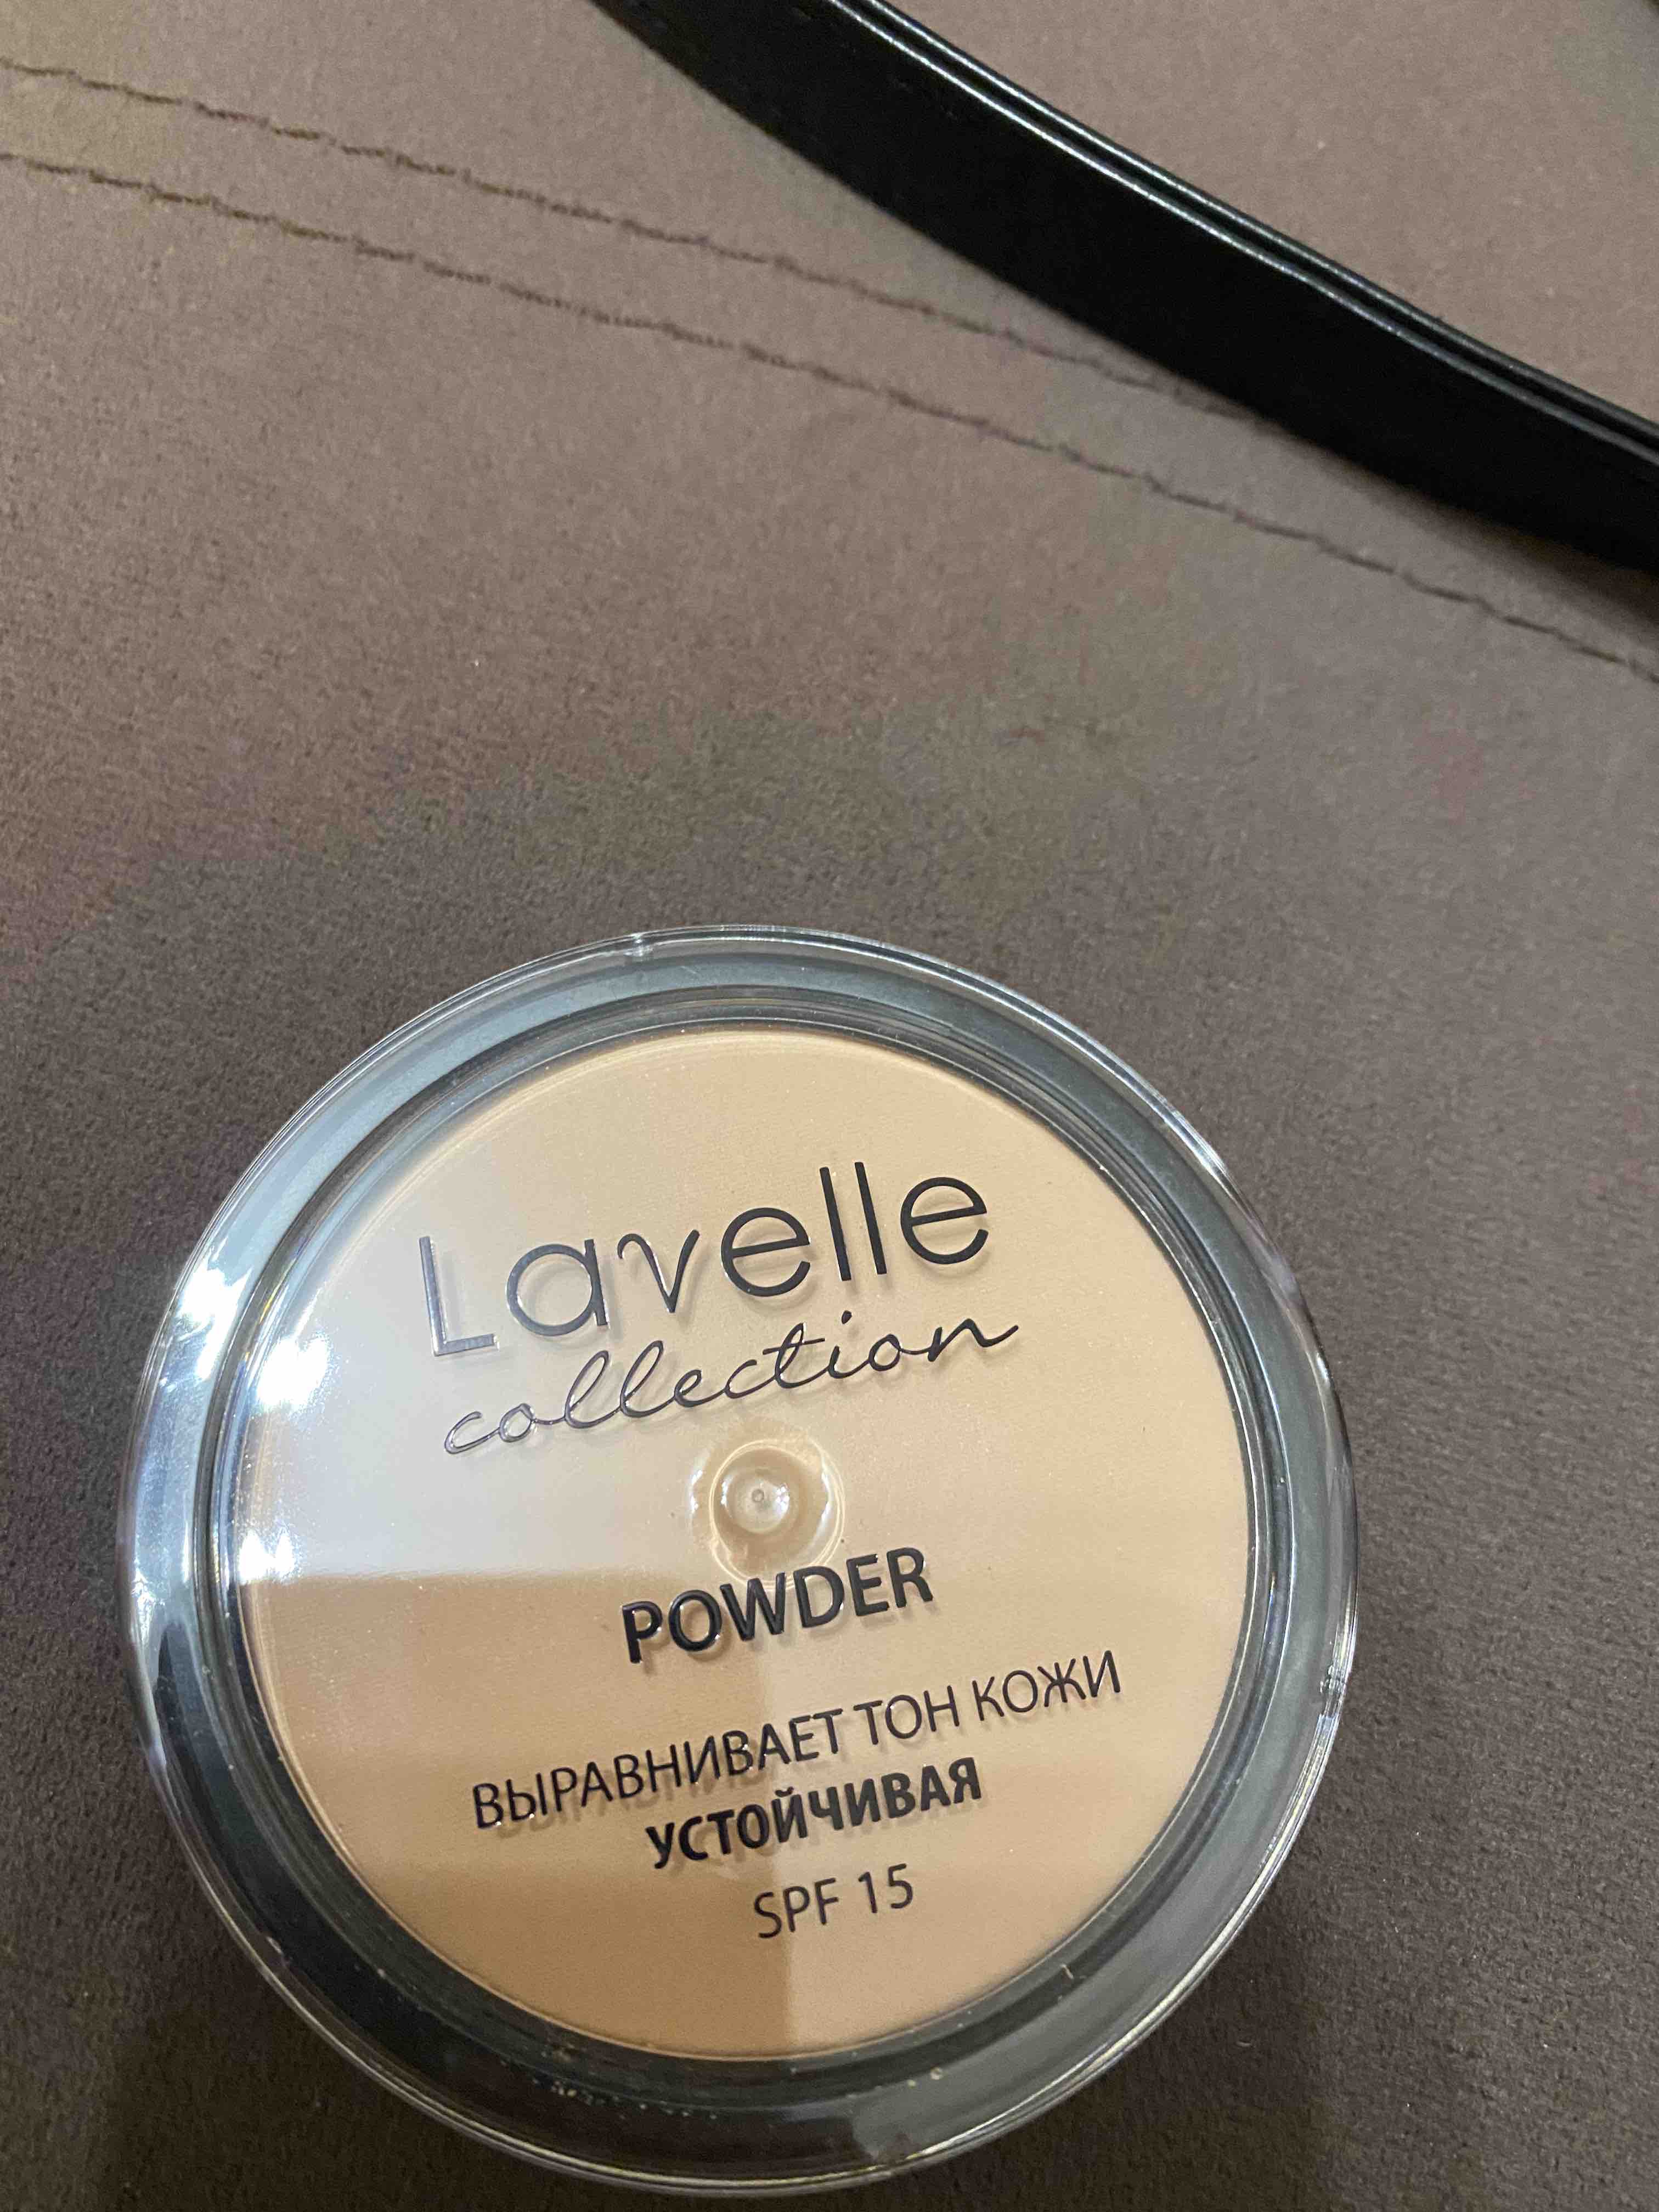 Lavelle
collection
POWDER
ВЫРАВНИВАЕТ ТОН КОЖИ
УСТОЙЧИВАЯ
SPF 15